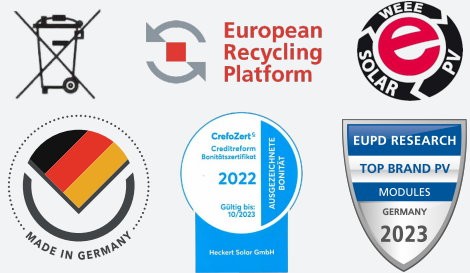 European
Recycling
Platform
WEEE
SOLAR
PV
e
MADE IN GERMANY
CrefoZert
Creditreform
Bonitätszertifikat
2022
Gültig bis:
10/2023
AUSGEZEICHNETE
BONITÄT
Heckert Solar GmbH
EUPD RESEARCH
TOP BRAND PV
MODULES
GERMANY
2023